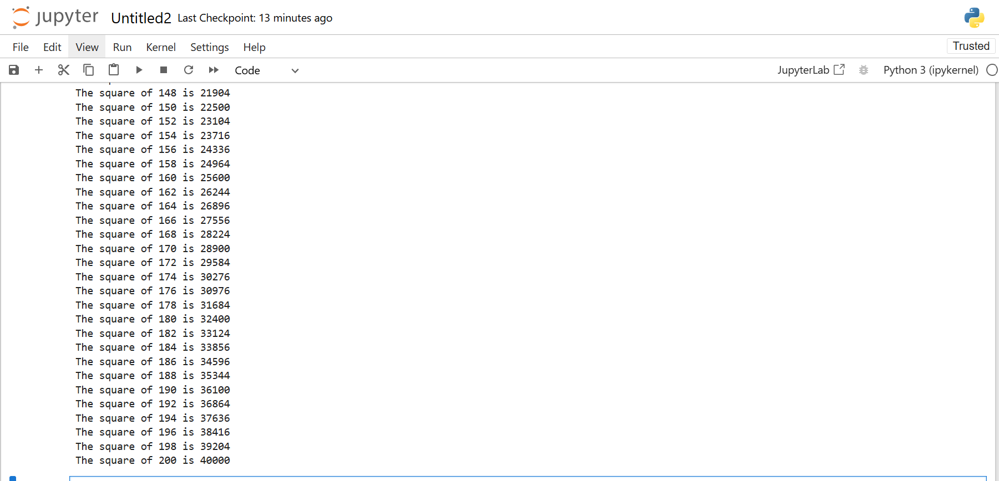 jupyter Untitled2 Last Checkpoint: 13 minutes ago
File Edit View Run Kernel Settings Help Trusted
Code JupyterLab Python 3 (ipykernel)
The square of 148 is 21904
The square of 150 is 22500
The square of 152 is 23104
The square of 154 is 23716
The square of 156 is 24336
The square of 158 is 24964
The square of 160 is 25600
The square of 162 is 26244
The square of 164 is 26896
The square of 166 is 27556
The square of 168 is 28224
The square of 170 is 28900
The square of 172 is 29584
The square of 174 is 30276
The square of 176 is 30976
The square of 178 is 31684
The square of 180 is 32400
The square of 182 is 33124
The square of 184 is 33856
The square of 186 is 34596
The square of 188 is 35344
The square of 190 is 36100
The square of 192 is 36864
The square of 194 is 37636
The square of 196 is 38416
The square of 198 is 39204
The square of 200 is 40000